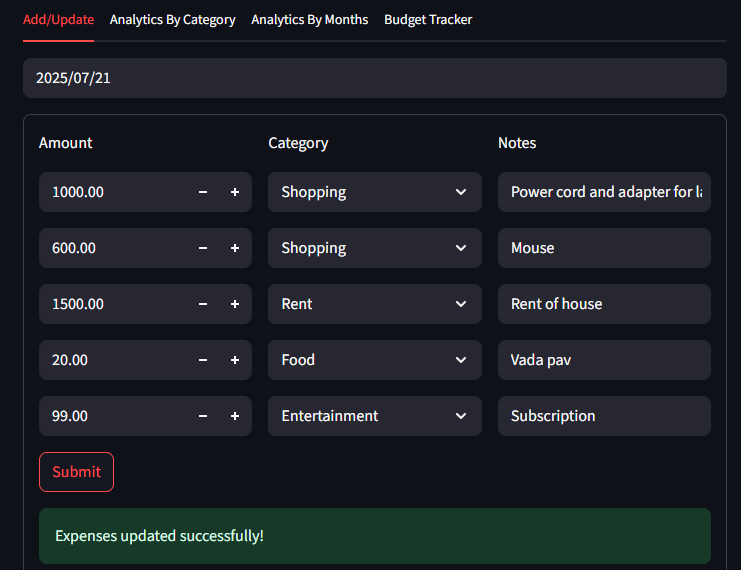 Add/Update Analytics By Category Analytics By Months Budget Tracker
2025/07/21
Amount Category Notes
1000.00 Shopping Power cord and adapter for
600.00 Shopping Mouse
1500.00 Rent Rent of house
20.00 Food Vada pav
99.00 Entertainment Subscription
Submit
Expenses updated successfully!